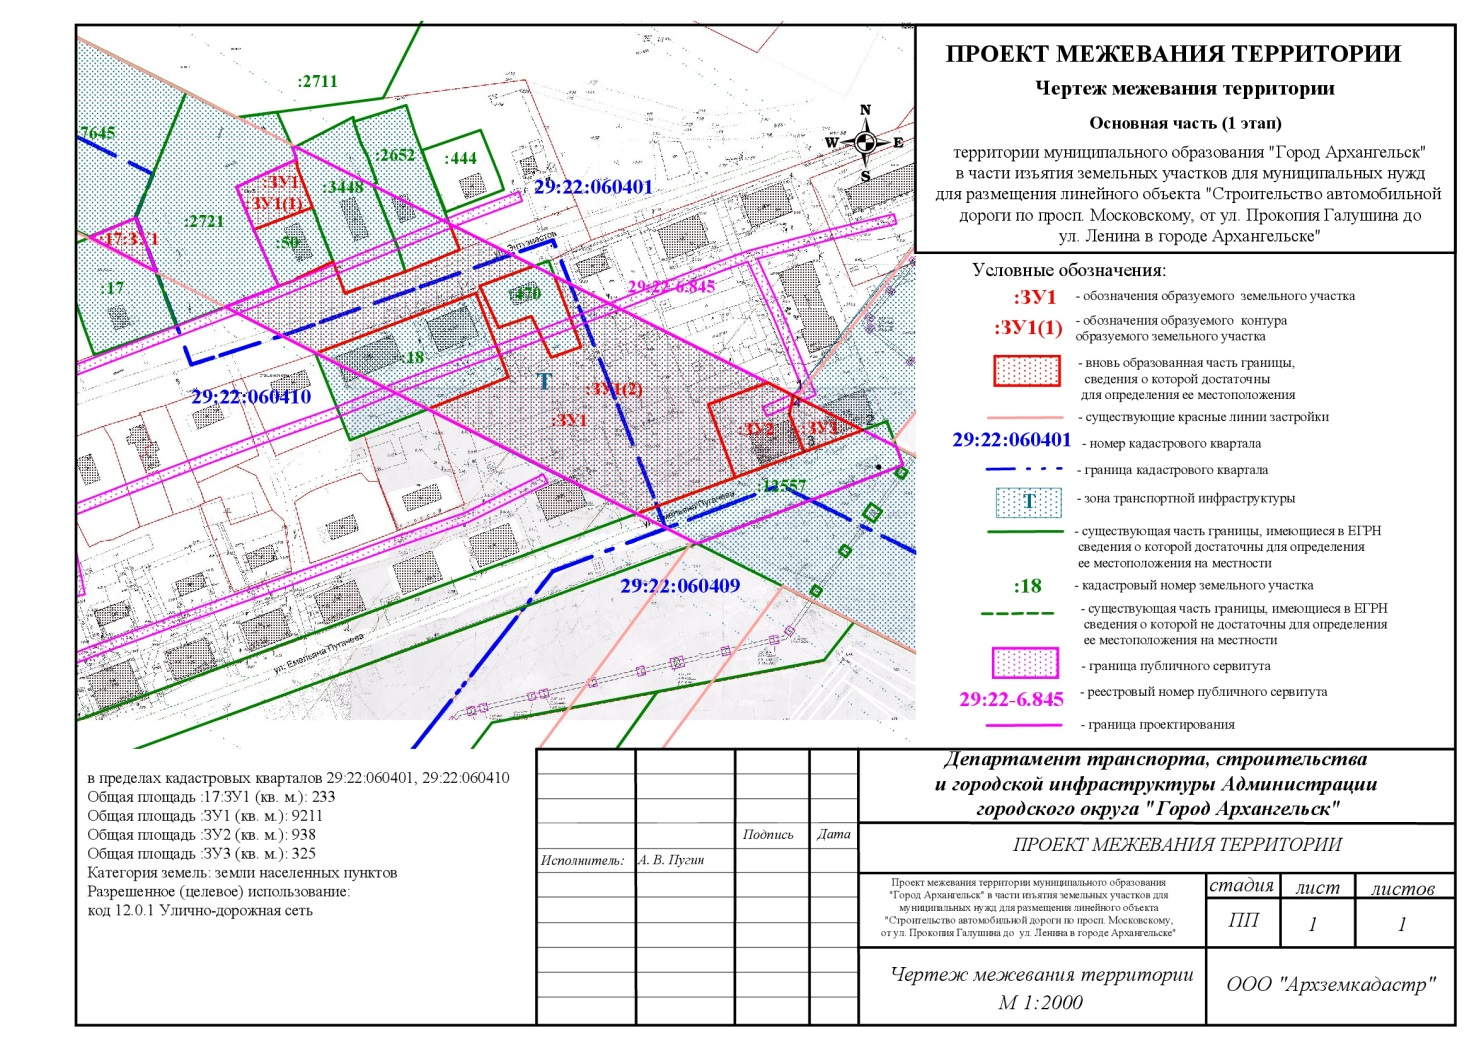 :2711
7645
:2652
:444
:3448
29:22:060401
:ЗУ1
:ЗУ1(1)
:2721
:50
:17:ЗУ1
:17
29:22-6.845
:470
:18
29:22:060410
Т
:ЗУ1(2)
:ЗУ1
:ЗУ2
:ЗУ3
1
4
2
3
:13557
29:22:060409
ул. Емельяна Пугачева
N
W
E
S
ПРОЕКТ МЕЖЕВАНИЯ ТЕРРИТОРИИ
Чертеж межевания территории
Основная часть (1 этап)
территории муниципального образования "Город Архангельск"
в части изъятия земельных участков для муниципальных нужд
для размещения линейного объекта "Строительство автомобильной
дороги по просп. Московскому, от ул. Прокопия Галушина до
ул. Ленина в городе Архангельске"
Условные обозначения:
:ЗУ1 - обозначения образуемого земельного участка
:ЗУ1(1) - обозначения образуемого контура
образуемого земельного участка
- вновь образованная часть границы,
сведения о которой достаточны
для определения ее местоположения
- существующие красные линии застройки
29:22:060401 - номер кадастрового квартала
- граница кадастрового квартала
Т - зона транспортной инфраструктуры
- существующая часть границы, имеющиеся в ЕГРН
сведения о которой достаточны для определения
ее местоположения на местности
:18 - кадастровый номер земельного участка
- существующая часть границы, имеющиеся в ЕГРН
сведения о которой не достаточны для определения
ее местоположения на местности
- граница публичного сервитута
29:22-6.845 - реестровый номер публичного сервитута
- граница проектирования
в пределах кадастровых кварталов 29:22:060401, 29:22:060410
Общая площадь :17:ЗУ1 (кв. м.): 233
Общая площадь :ЗУ1 (кв. м.): 9211
Общая площадь :ЗУ2 (кв. м.): 938
Общая площадь :ЗУ3 (кв. м.): 325
Категория земель: земли населенных пунктов
Разрешенное (целевое) использование:
код 12.0.1 Улично-дорожная сеть
Подпись Дата
Исполнитель: А. В. Пугин
Департамент транспорта, строительства
и городской инфраструктуры Администрации
городского округа "Город Архангельск"
ПРОЕКТ МЕЖЕВАНИЯ ТЕРРИТОРИИ
Проект межевания территории муниципального образования
"Город Архангельск" в части изъятия земельных участков для
муниципальных нужд для размещения линейного объекта
"Строительство автомобильной дороги по просп. Московскому,
от ул. Прокопия Галушина до ул. Ленина в городе Архангельске"
стадия лист листов
ПП 1 1
Чертеж межевания территории
М 1:2000
ООО "Архземкадастр"